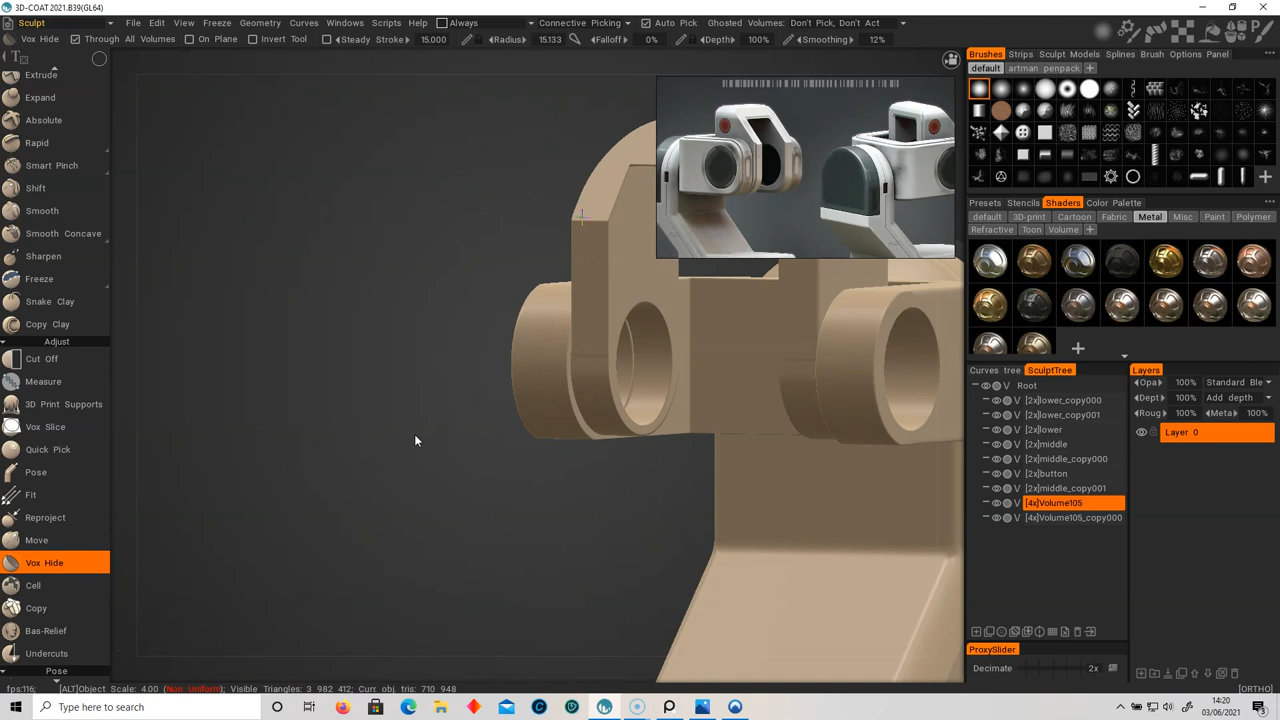 3D-COAT 2021.B39(GL64)
Sculpt File Edit View Freeze Geometry Curves Windows Scripts Help Always Connective Picking Auto Pick Ghosted Volumes: Don't Pick, Don't Act
Vox Hide Through All Volumes On Plane Invert Tool Steady Stroke 15.000 Radius 15.133 Falloff 0% Depth 100% Smoothing 12%
Extrude
Expand
Absolute
Rapid
Smart Pinch
Shift
Smooth
Smooth Concave
Sharpen
Freeze
Snake Clay
Copy Clay
Adjust
Cut Off
Measure
3D Print Supports
Vox Slice
Quick Pick
Pose
Fit
Reproject
Move
Vox Hide
Cell
Copy
Bas-Relief
Undercuts
Pose
Brushes Strips Sculpt Models Splines Brush Options Panel
default artman penpack
Presets Stencils Shaders Color Palette
default 3D-print Cartoon Fabric Metal Misc Paint Polymer
Refractive Toon Volume
Curves tree SculptTree
V Root
V [2x]lower_copy000
V [2x]lower_copy001
V [2x]lower
V [2x]middle
V [2x]middle_copy000
V [2x]button
V [2x]middle_copy001
V [4x]Volume105
V [4x]Volume105_copy000
ProxySlider
Decimate 2x
Layers
Opa 100% Standard Ble
Dept 100% Add depth
Roug 100% Meta 100%
Layer 0
fps:116; [ALT]Object Scale: 4.00 (Non Uniform); Visible Triangles: 3 982 412; Curr. obj. tris: 710 948 [ORTHO]
Type here to search
14:20
03/06/2021